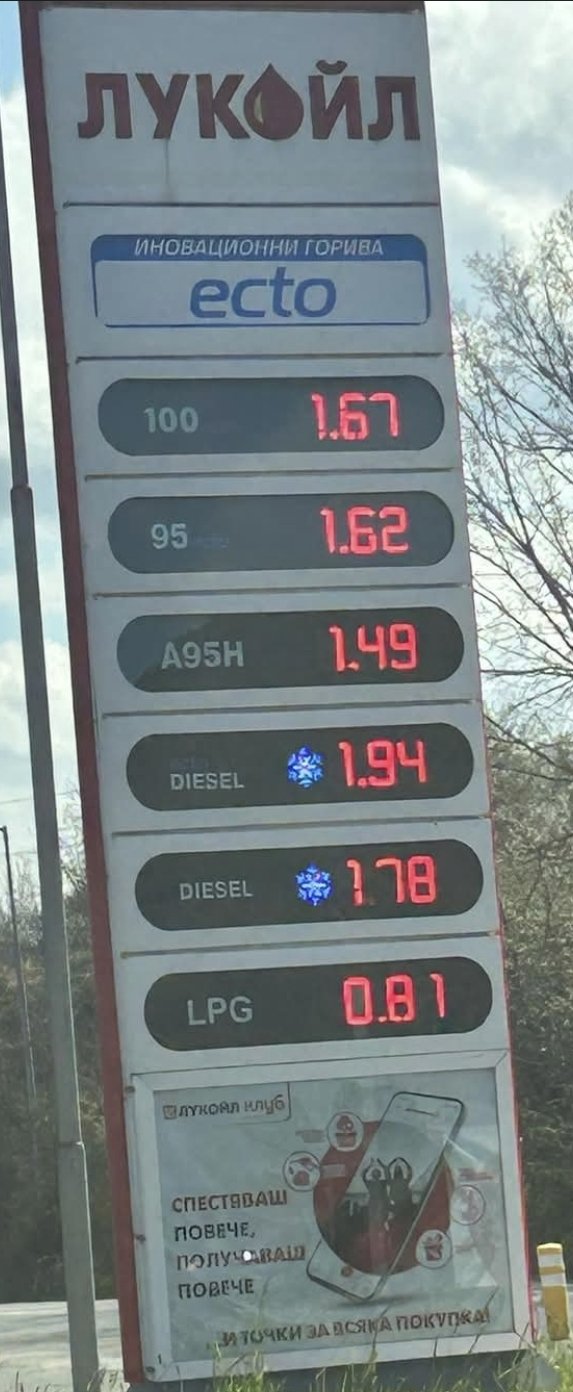 ЛУКОЙЛ
ИНОВАЦИОННИ ГОРИВА
ecto
100 1.67
95 1.62
A95H 1.49
DIESEL 1.94
DIESEL 1.78
LPG 0.81
ЛУКОЙЛ КЛУБ
СПЕСТЯВАШ
ПОВЕЧЕ,
ПОЛУЧАВАШ
ПОВЕЧЕ
...И ТОЧКИ ЗА ВСЯКА ПОКУПКА!